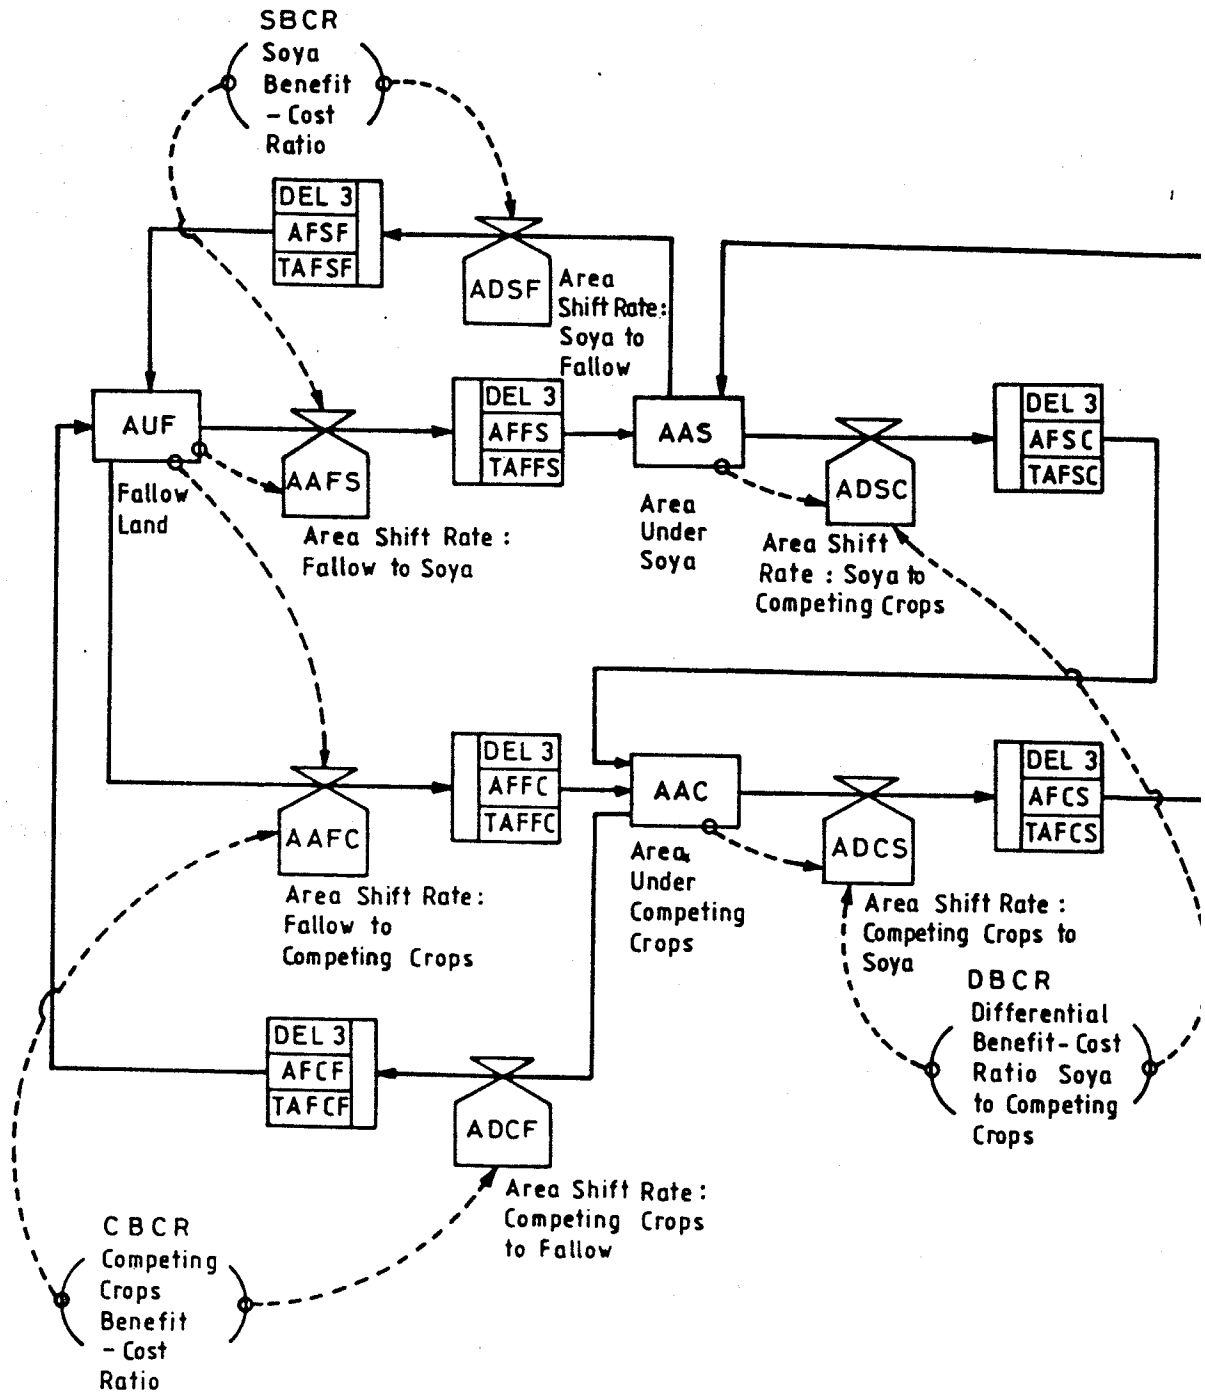 SBCR
Soya
Benefit
- Cost
Ratio
DEL 3
AFSF
TAFSF
ADSF
Area
Shift Rate:
Soya to
Fallow
AUF
Fallow
Land
AAFS
Area Shift Rate :
Fallow to Soya
DEL 3
AFFS
TAFFS
AAS
Area
Under
Soya
ADSC
Area Shift
Rate : Soya to
Competing Crops
DEL 3
AFSC
TAFSC
AAFC
Area Shift Rate:
Fallow to
Competing Crops
DEL 3
AFFC
TAFFC
AAC
Area
Under
Competing
Crops
ADCS
Area Shift Rate :
Competing Crops to
Soya
DEL 3
AFCS
TAFCS
DBCR
Differential
Benefit-Cost
Ratio Soya
to Competing
Crops
DEL 3
AFCF
TAFCF
ADCF
Area Shift Rate:
Competing Crops
to Fallow
CBCR
Competing
Crops
Benefit
- Cost
Ratio